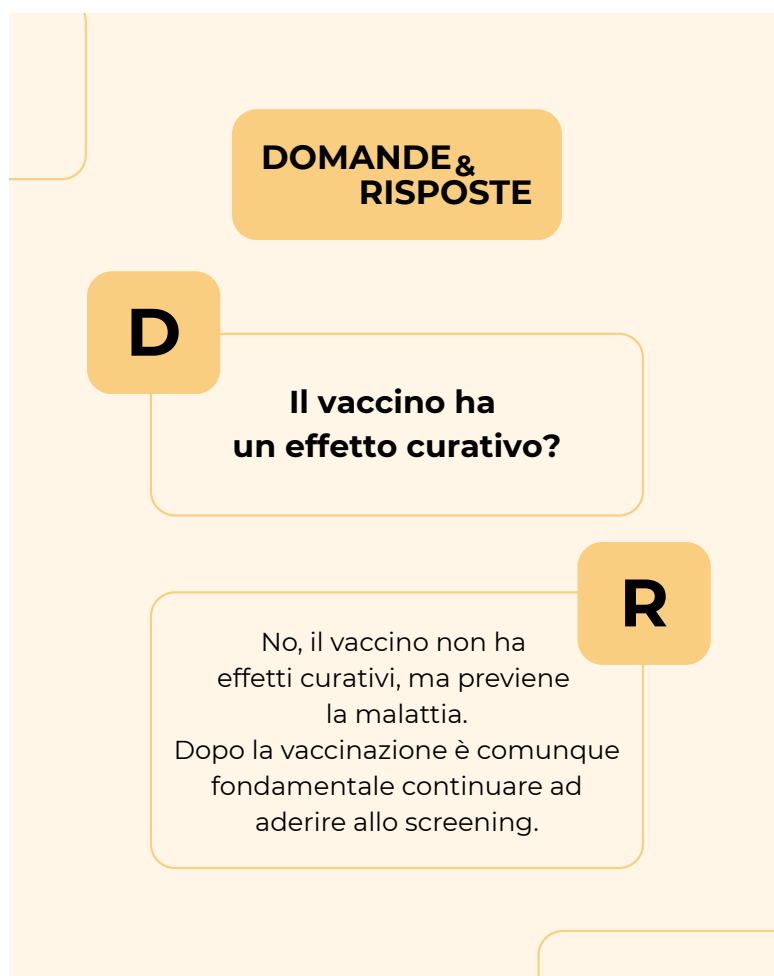 DOMANDE &
RISPOSTE
D
Il vaccino ha
un effetto curativo?
R
No, il vaccino non ha
effetti curativi, ma previene
la malattia.
Dopo la vaccinazione è comunque
fondamentale continuare ad
aderire allo screening.